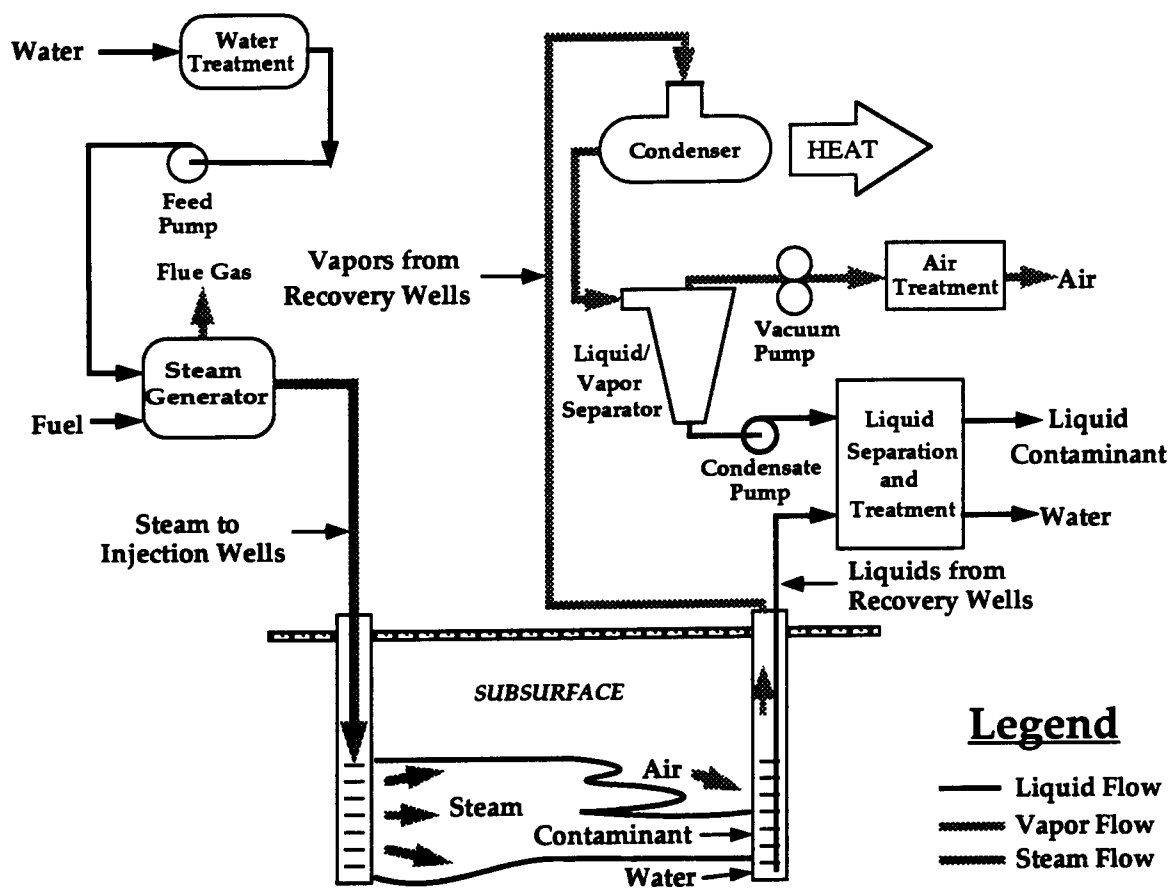 Water
Water
Treatment
Feed
Pump
Flue Gas
Steam
Generator
Fuel
Steam to
Injection Wells
Vapors from
Recovery Wells
Condenser
HEAT
Liquid/
Vapor
Separator
Vacuum
Pump
Air
Treatment
Air
Condensate
Pump
Liquid
Separation
and
Treatment
Liquid
Contaminant
Water
Liquids from
Recovery Wells
SUBSURFACE
Air
Steam
Contaminant
Water
Legend
Liquid Flow
Vapor Flow
Steam Flow